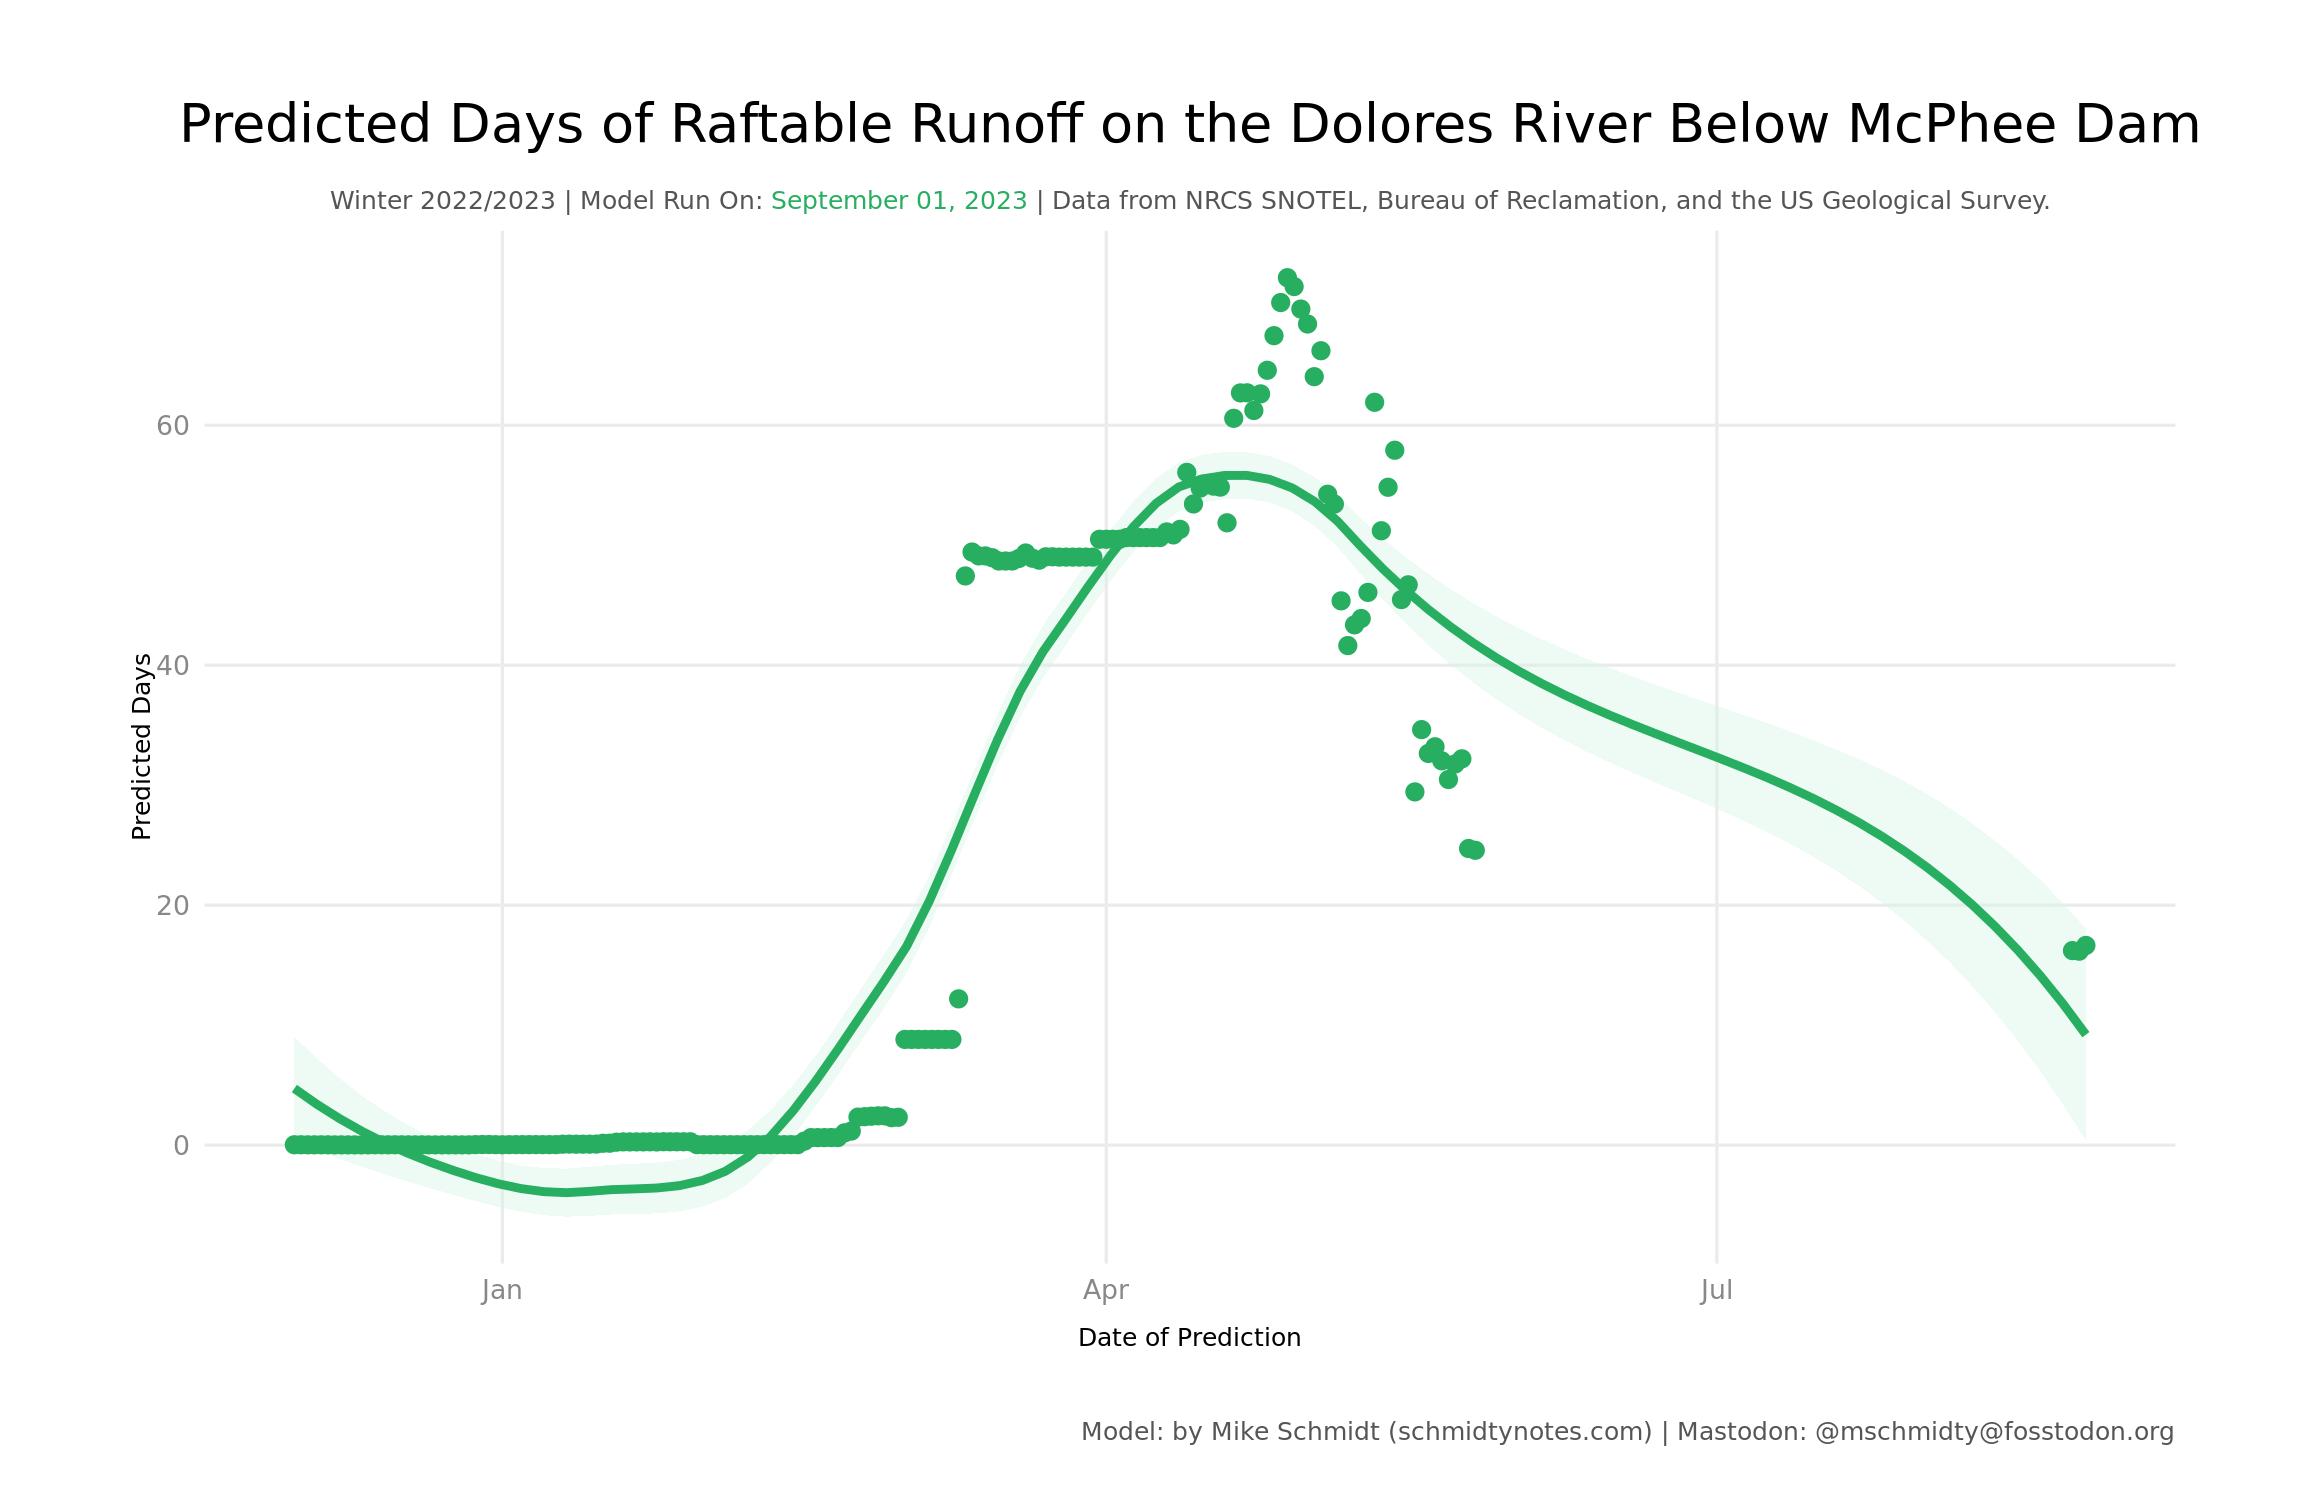 Predicted Days of Raftable Runoff on the Dolores River Below McPhee Dam
Winter 2022/2023 | Model Run On: September 01, 2023 | Data from NRCS SNOTEL, Bureau of Reclamation, and the US Geological Survey.
60
40
20
0
Predicted Days
Jan
Apr
Jul
Date of Prediction
Model: by Mike Schmidt (schmidtynotes.com) | Mastodon: @mschmidty@fosstodon.org